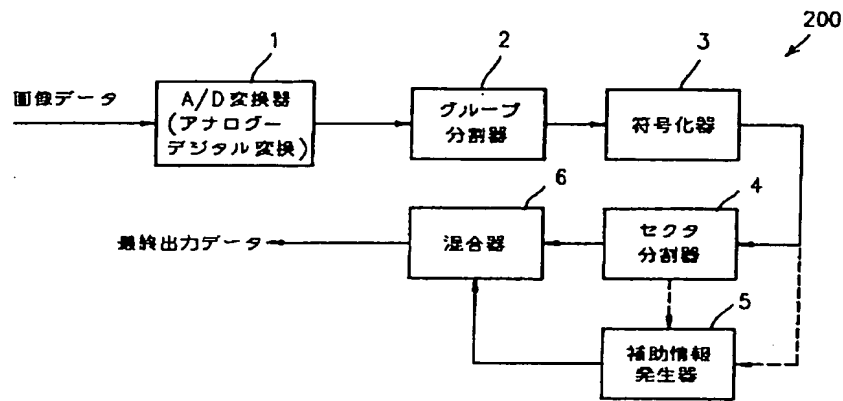 200
1
2
3
画像データ
A/D変換器
(アナログー
デジタル変換)
グループ
分割器
符号化器
6
4
最終出力データ
混合器
セクタ
分割器
5
補助情報
発生器